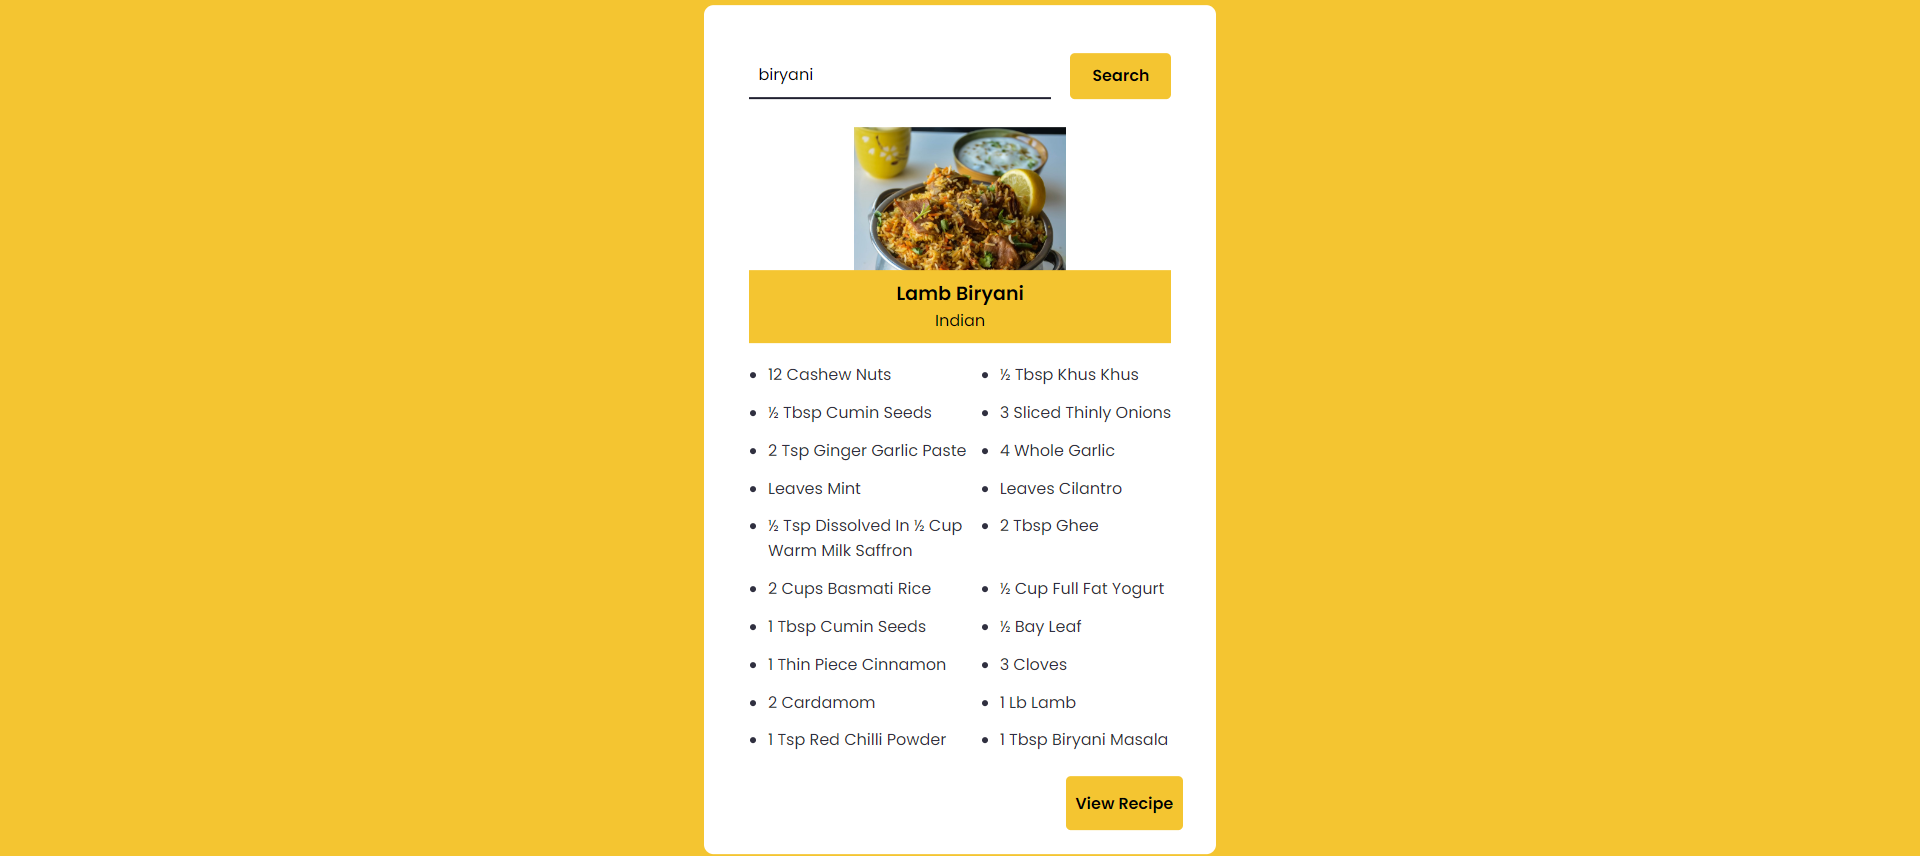 biryani
Search
Lamb Biryani
Indian
12 Cashew Nuts
½ Tbsp Khus Khus
½ Tbsp Cumin Seeds
3 Sliced Thinly Onions
2 Tsp Ginger Garlic Paste
4 Whole Garlic
Leaves Mint
Leaves Cilantro
½ Tsp Dissolved In ½ Cup
Warm Milk Saffron
2 Tbsp Ghee
2 Cups Basmati Rice
½ Cup Full Fat Yogurt
1 Tbsp Cumin Seeds
½ Bay Leaf
1 Thin Piece Cinnamon
3 Cloves
2 Cardamom
1 Lb Lamb
1 Tsp Red Chilli Powder
1 Tbsp Biryani Masala
View Recipe